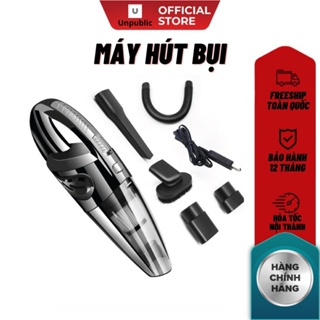 U
Unpublic
OFFICIAL
STORE
MÁY HÚT BỤI
FREESHIP
TOÀN QUỐC
BẢO HÀNH
12 THÁNG
HỎA TỐC
NỘI THÀNH
HÀNG
CHÍNH
HÃNG